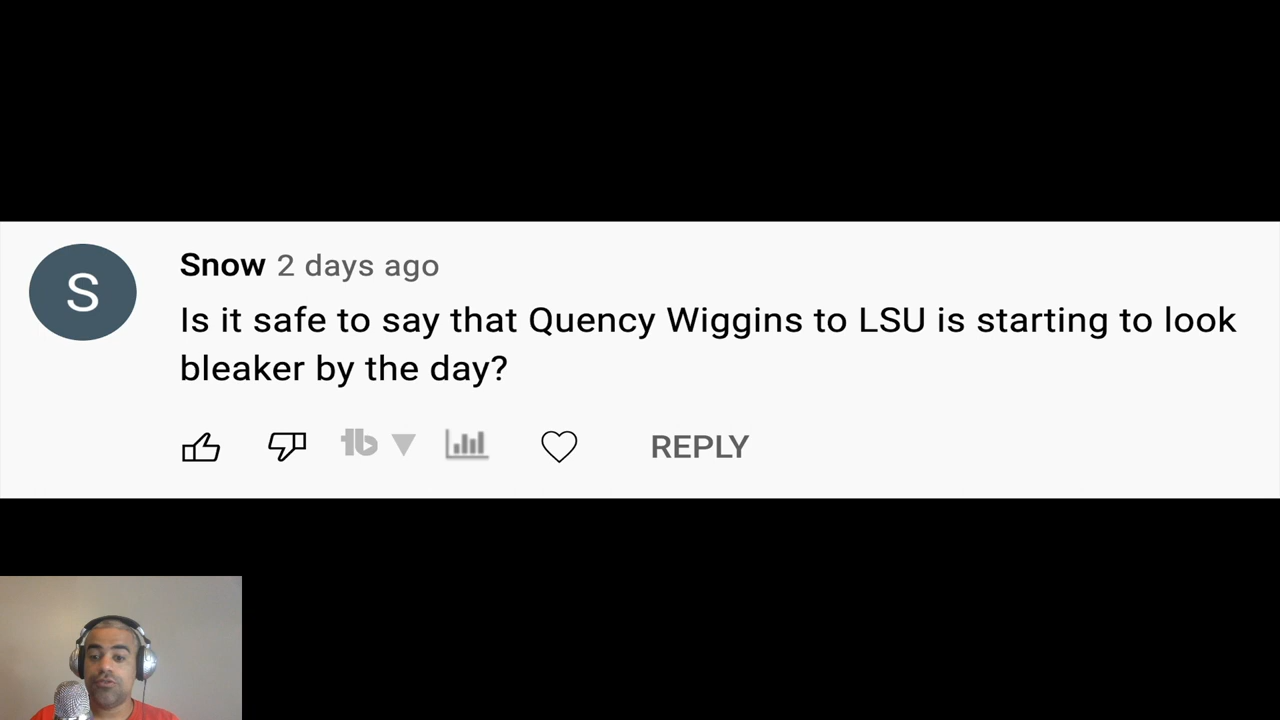 S
Snow 2 days ago
Is it safe to say that Quency Wiggins to LSU is starting to look
bleaker by the day?
tb
REPLY